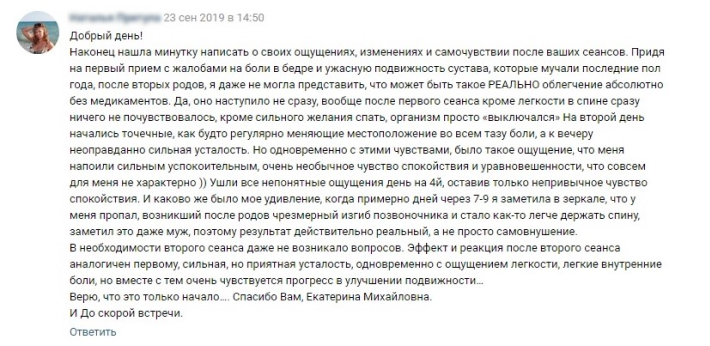 23 сен 2019 в 14:50
Добрый день!
Наконец нашла минутку написать о своих ощущениях, изменениях и самочувствии после ваших сеансов. Придя
на первый прием с жалобами на боли в бедре и ужасную подвижность сустава, которые мучали последние пол
года, после вторых родов, я даже не могла представить, что может быть такое РЕАЛЬНО облегчение абсолютно
без медикаментов. Да, оно наступило не сразу, вообще после первого сеанса кроме легкости в спине сразу
ничего не почувствовалось, кроме сильного желания спать, организм просто «выключался» На второй день
начались точечные, как будто регулярно меняющие местоположение во всем тазу боли, а к вечеру
неоправданно сильная усталость. Но одновременно с этими чувствами, было такое ощущение, что меня
напоили сильным успокоительным, очень необычное чувство спокойствия и уравновешенности, что совсем
для меня не характерно )) Ушли все непонятные ощущения день на 4й, оставив только непривычное чувство
спокойствия. И каково же было мое удивление, когда примерно дней через 7-9 я заметила в зеркале, что у
меня пропал, возникший после родов чрезмерный изгиб позвоночника и стало как-то легче держать спину,
заметил это даже муж, поэтому результат действительно реальный, а не просто самовнушение.
В необходимости второго сеанса даже не возникало вопросов. Эффект и реакция после второго сеанса
аналогичен первому, сильная, но приятная усталость, одновременно с ощущением легкости, легкие внутренние
боли, но вместе с тем очень чувствуется прогресс в улучшении подвижности…
Верю, что это только начало…. Спасибо Вам, Екатерина Михайловна.
И До скорой встречи.
Ответить